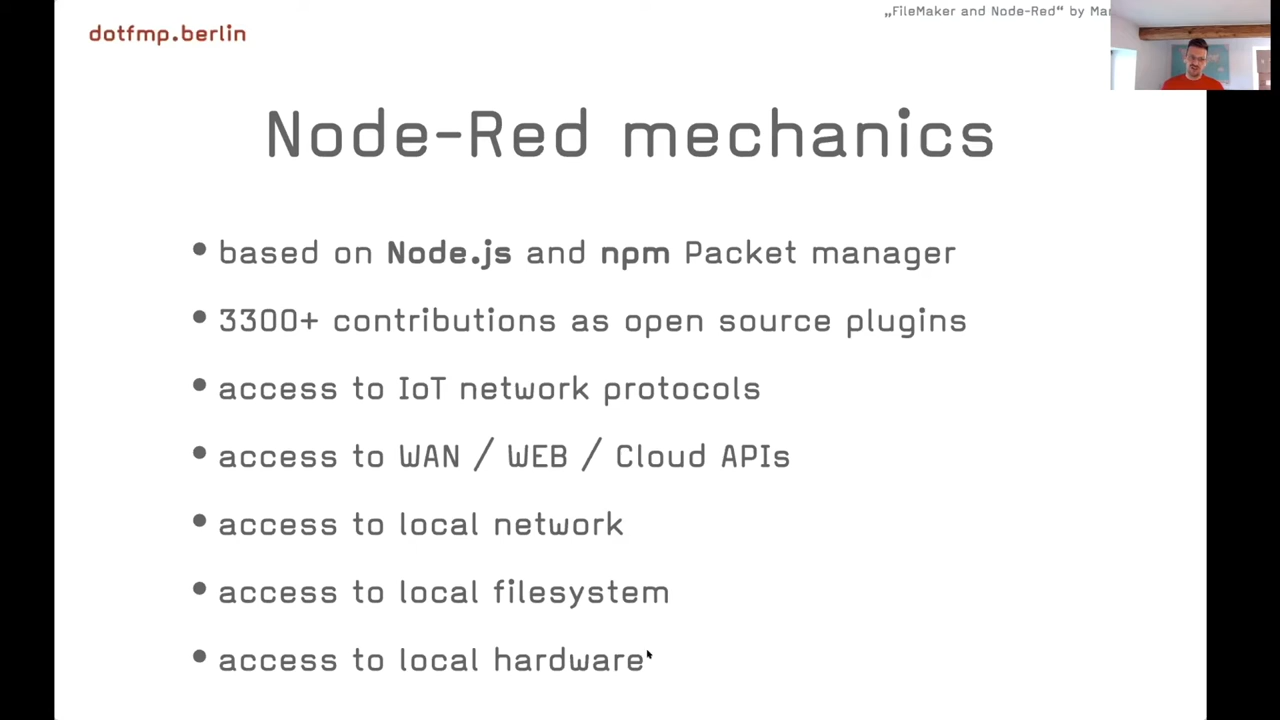 dotfmp.berlin
„FileMaker and Node-Red“ by
Node-Red mechanics
• based on Node.js and npm Packet manager
• 3300+ contributions as open source plugins
• access to IoT network protocols
• access to WAN / WEB / Cloud APIs
• access to local network
• access to local filesystem
• access to local hardware